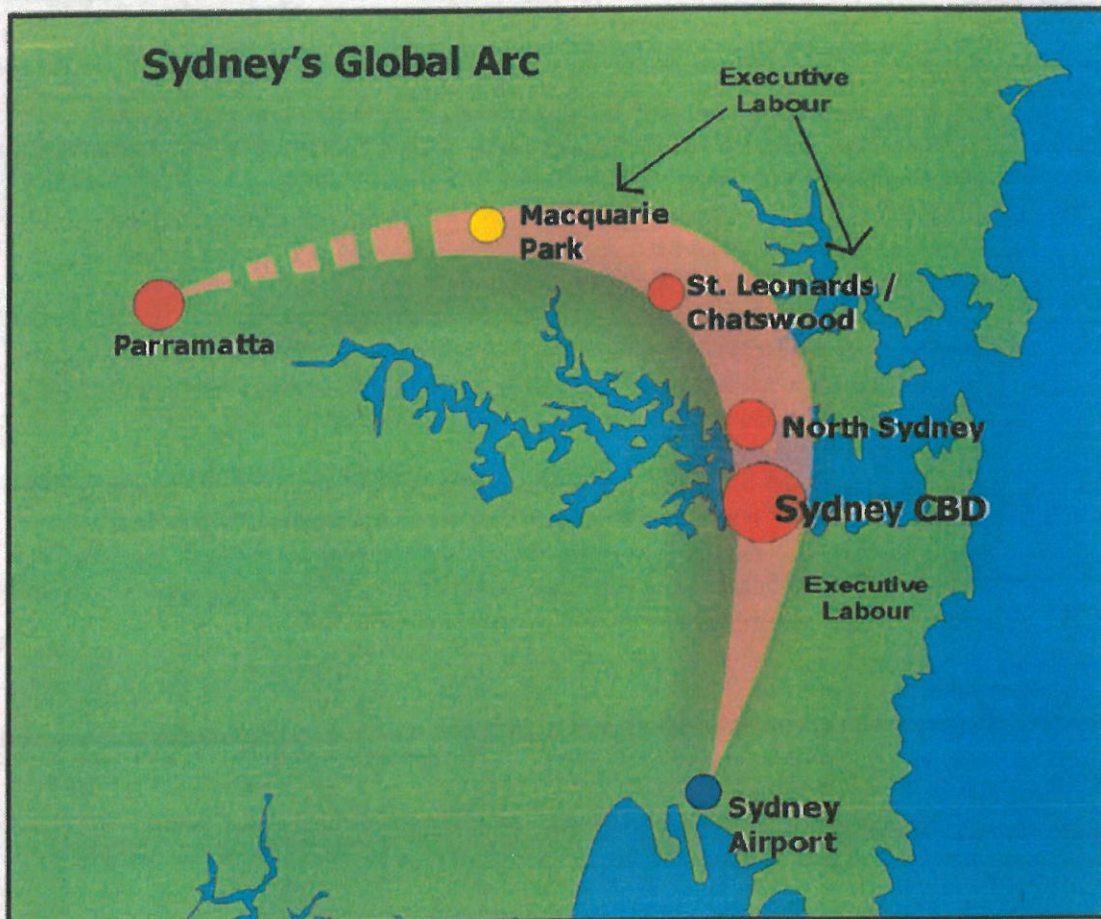 Sydney's Global Arc
Executive
Labour
Macquarie
Park
St. Leonards /
Chatswood
Parramatta
North Sydney
Sydney CBD
Executive
Labour
Sydney
Airport